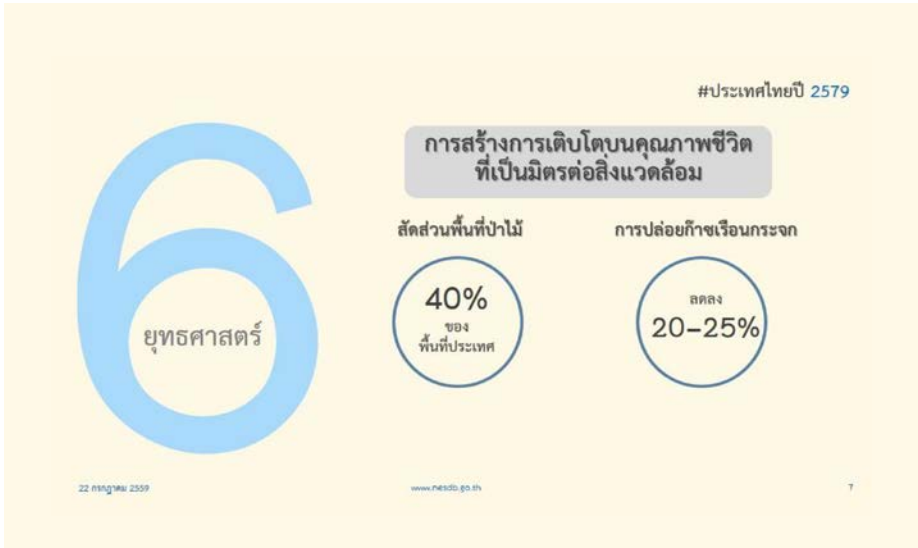 #ประเทศไทยปี 2579
การสร้างการเติบโตบนคุณภาพชีวิต
ที่เป็นมิตรต่อสิ่งแวดล้อม
6
ยุทธศาสตร์
สัดส่วนพื้นที่ป่าไม้
40%
ของ
พื้นที่ประเทศ
การปล่อยก๊าซเรือนกระจก
ลดลง
20-25%
22 กรกฎาคม 2559
www.nesdb.go.th
7